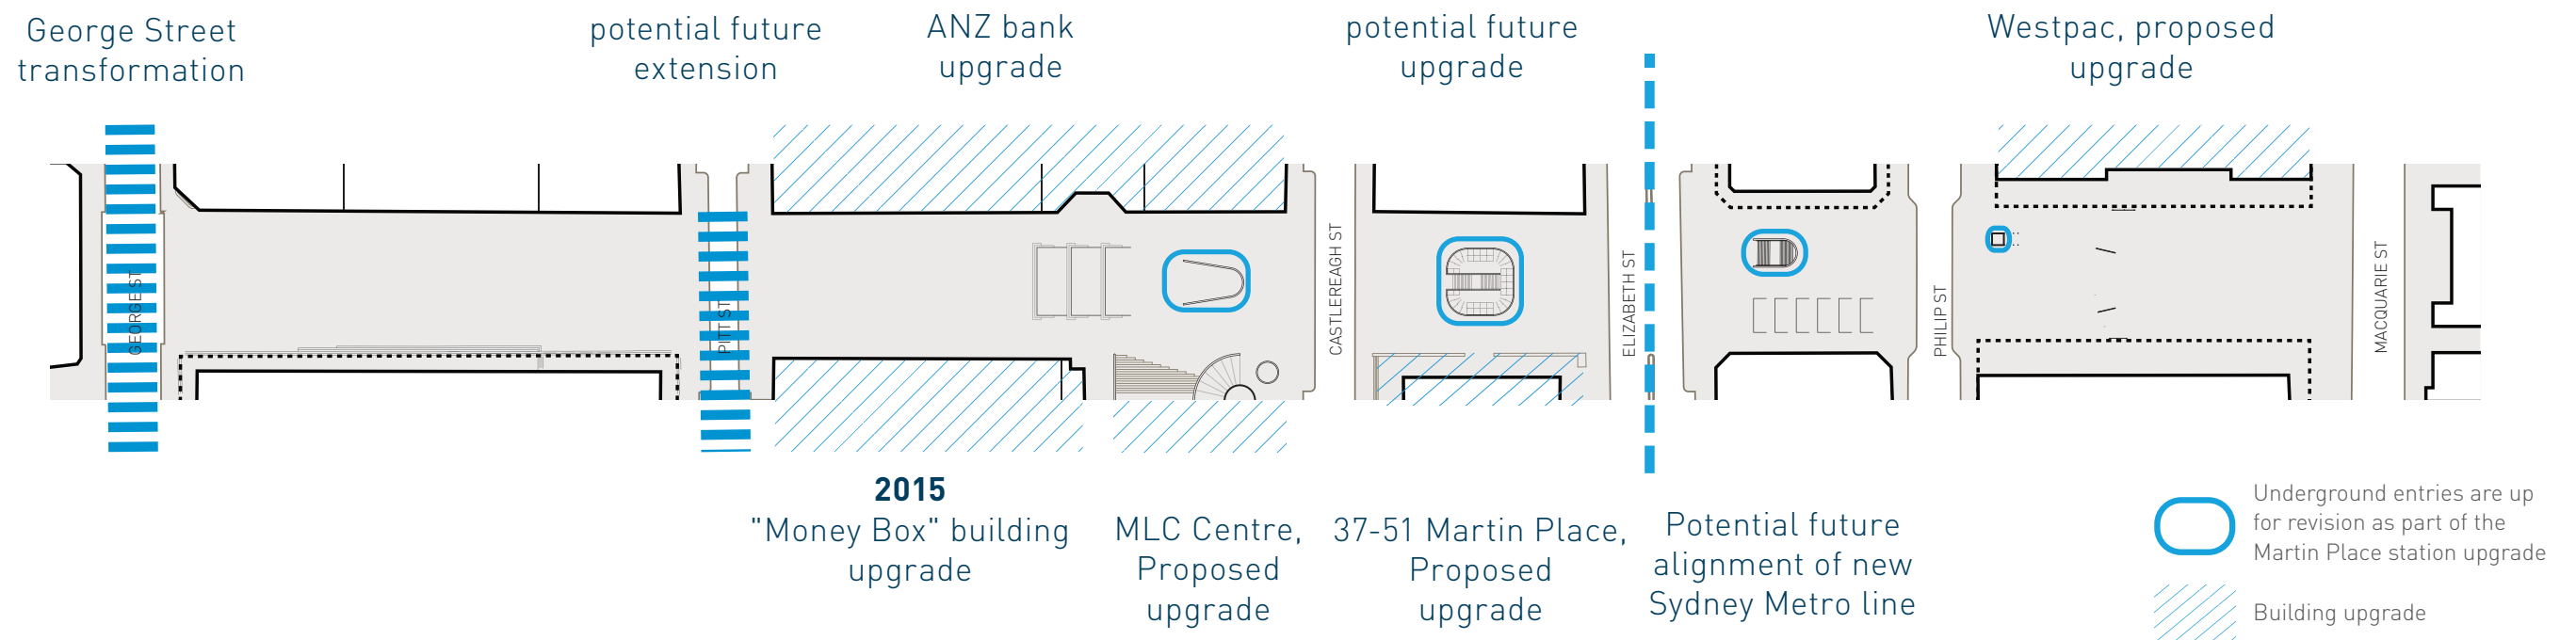 George Street
transformation
potential future
extension
ANZ bank
upgrade
potential future
upgrade
Westpac, proposed
upgrade
GEORGE ST
PITT ST
CASTLEREAGH ST
ELIZABETH ST
PHILIP ST
MACQUARIE ST
2015
"Money Box" building
upgrade
MLC Centre,
Proposed
upgrade
37-51 Martin Place,
Proposed
upgrade
Potential future
alignment of new
Sydney Metro line
Underground entries are up
for revision as part of the
Martin Place station upgrade
Building upgrade